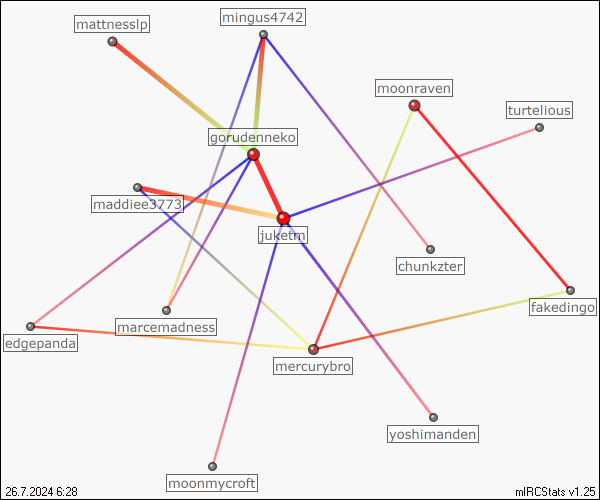 mingus4742
mattnesslp
moonraven
turtelious
gorudenneko
maddiee3773
juketm
chunkzter
fakedingo
marcemadness
edgepanda
mercurybro
yoshimanden
moonmycroft
26.7.2024 6:28
mIRCStats v1.25